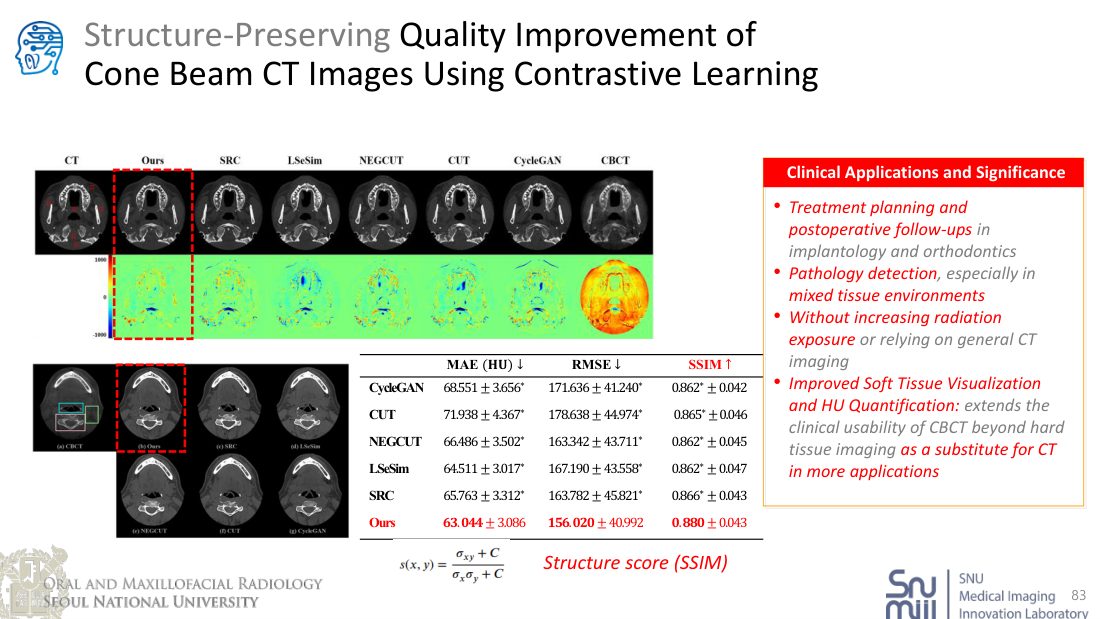 Structure-Preserving Quality Improvement of
Cone Beam CT Images Using Contrastive Learning
CT Ours SRC LSeSim NEGCUT CUT CycleGAN CBCT
1000
0
-1000
(a) CBCT (b) Ours (c) SRC (d) LSeSim
(e) NEGCUT (f) CUT (g) CycleGAN
MAE (HU) ↓ RMSE ↓ SSIM ↑
CycleGAN 68.551 ± 3.656* 171.636 ± 41.240* 0.862* ± 0.042
CUT 71.938 ± 4.367* 178.638 ± 44.974* 0.865* ± 0.046
NEGCUT 66.486 ± 3.502* 163.342 ± 43.711* 0.862* ± 0.045
LSeSim 64.511 ± 3.017* 167.190 ± 43.558* 0.862* ± 0.047
SRC 65.763 ± 3.312* 163.782 ± 45.821* 0.866* ± 0.043
Ours 63.044 ± 3.086 156.020 ± 40.992 0.880 ± 0.043
s(x, y) = (σxy + C) / (σxσy + C)
Structure score (SSIM)
Clinical Applications and Significance
• Treatment planning and
postoperative follow-ups in
implantology and orthodontics
• Pathology detection, especially in
mixed tissue environments
• Without increasing radiation
exposure or relying on general CT
imaging
• Improved Soft Tissue Visualization
and HU Quantification: extends the
clinical usability of CBCT beyond hard
tissue imaging as a substitute for CT
in more applications
ORAL AND MAXILLOFACIAL RADIOLOGY
SEOUL NATIONAL UNIVERSITY
SNU
mill
SNU
Medical Imaging
Innovation Laboratory
83